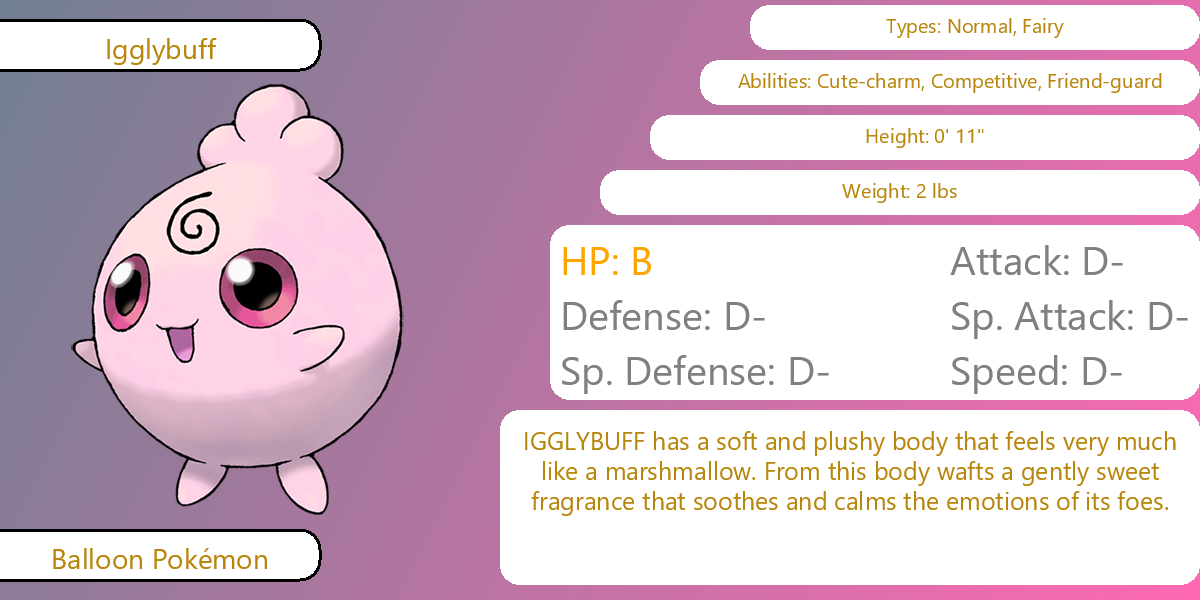 Igglybuff
Types: Normal, Fairy
Abilities: Cute-charm, Competitive, Friend-guard
Height: 0' 11"
Weight: 2 lbs
HP: B
Attack: D-
Defense: D-
Sp. Attack: D-
Sp. Defense: D-
Speed: D-
IGGLYBUFF has a soft and plushy body that feels very much
like a marshmallow. From this body wafts a gently sweet
fragrance that soothes and calms the emotions of its foes.
Balloon Pokémon